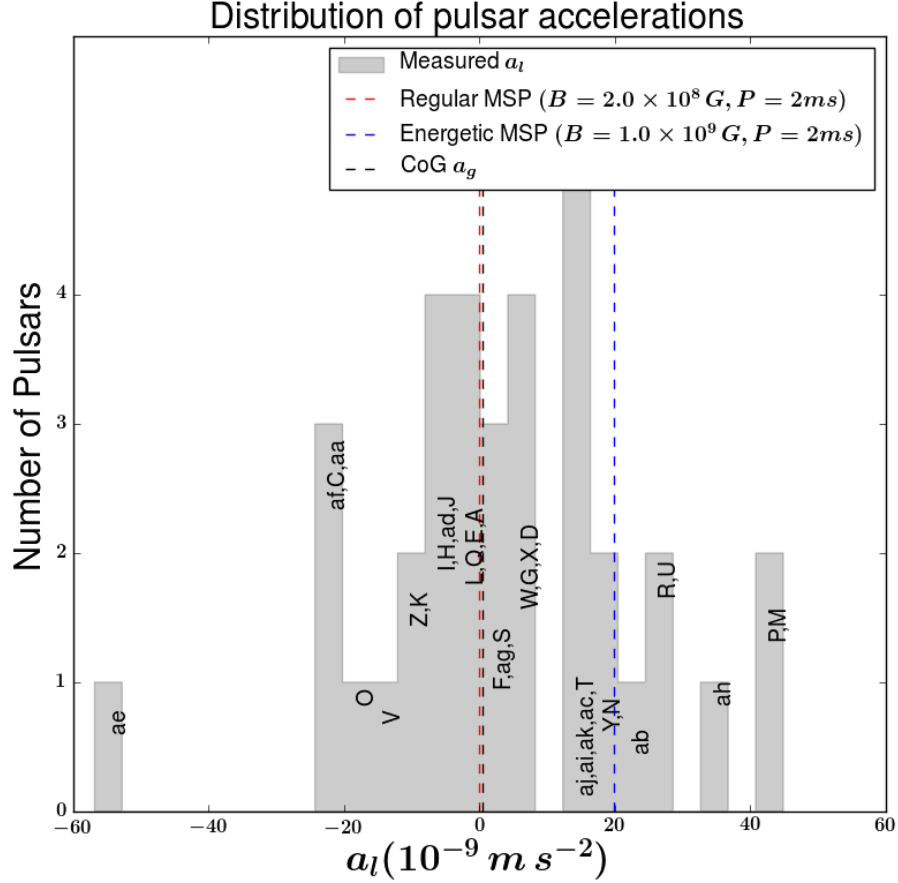 Distribution of pulsar accelerations
Measured a_l
Regular MSP (B = 2.0 × 10^8 G, P = 2ms)
Energetic MSP (B = 1.0 × 10^9 G, P = 2ms)
CoG a_g
Number of Pulsars
4
3
2
1
0
af,C,aa
I,H,ad,J
L,Q,E,A
W,G,X,D
R,U
Z,K
P,M
F,ag,S
aj,ai,ak,ac,T
Y,N
ah
O
V
ae
ab
−60
−40
−20
0
20
40
60
a_l(10^−9 m s^−2)